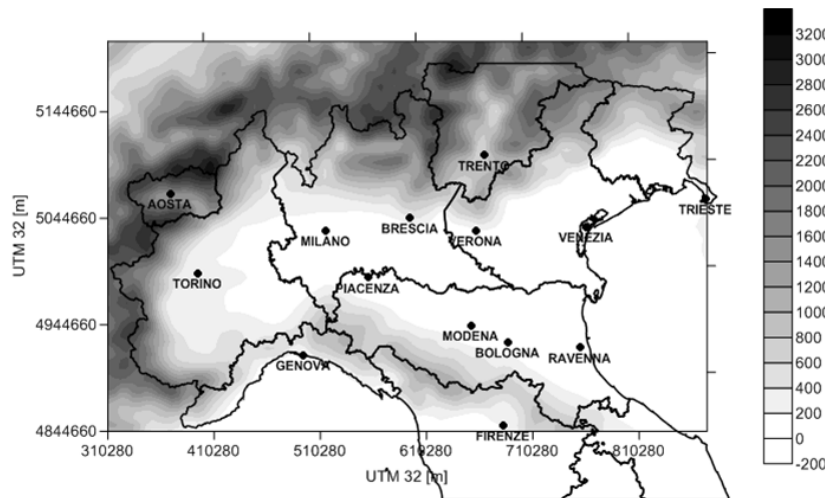 3200
3000
2800
2600
2400
2200
2000
1800
1600
1400
1200
1000
800
600
400
200
0
-200
5144660
5044660
4944660
4844660
UTM 32 [m]
TRENTO
AOSTA
TRIESTE
BRESCIA
MILANO
VERONA
VENEZIA
TORINO
PIACENZA
MODENA
BOLOGNA
RAVENNA
GENOVA
FIRENZE
310280 410280 510280 610280 710280 810280
UTM 32 [m]